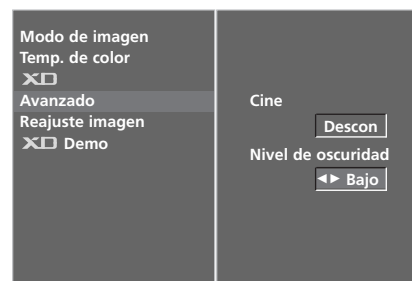 Modo de imagen
Temp. de color
XD
Avanzado
Reajuste imagen
XD Demo
Cine
Descon
Nivel de oscuridad
◄► Bajo